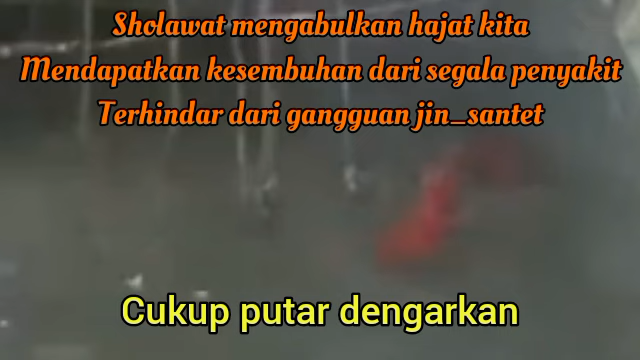 Sholawat mengabulkan hajat kita
Mendapatkan kesembuhan dari segala penyakit
Terhindar dari gangguan jin_santet
Cukup putar dengarkan